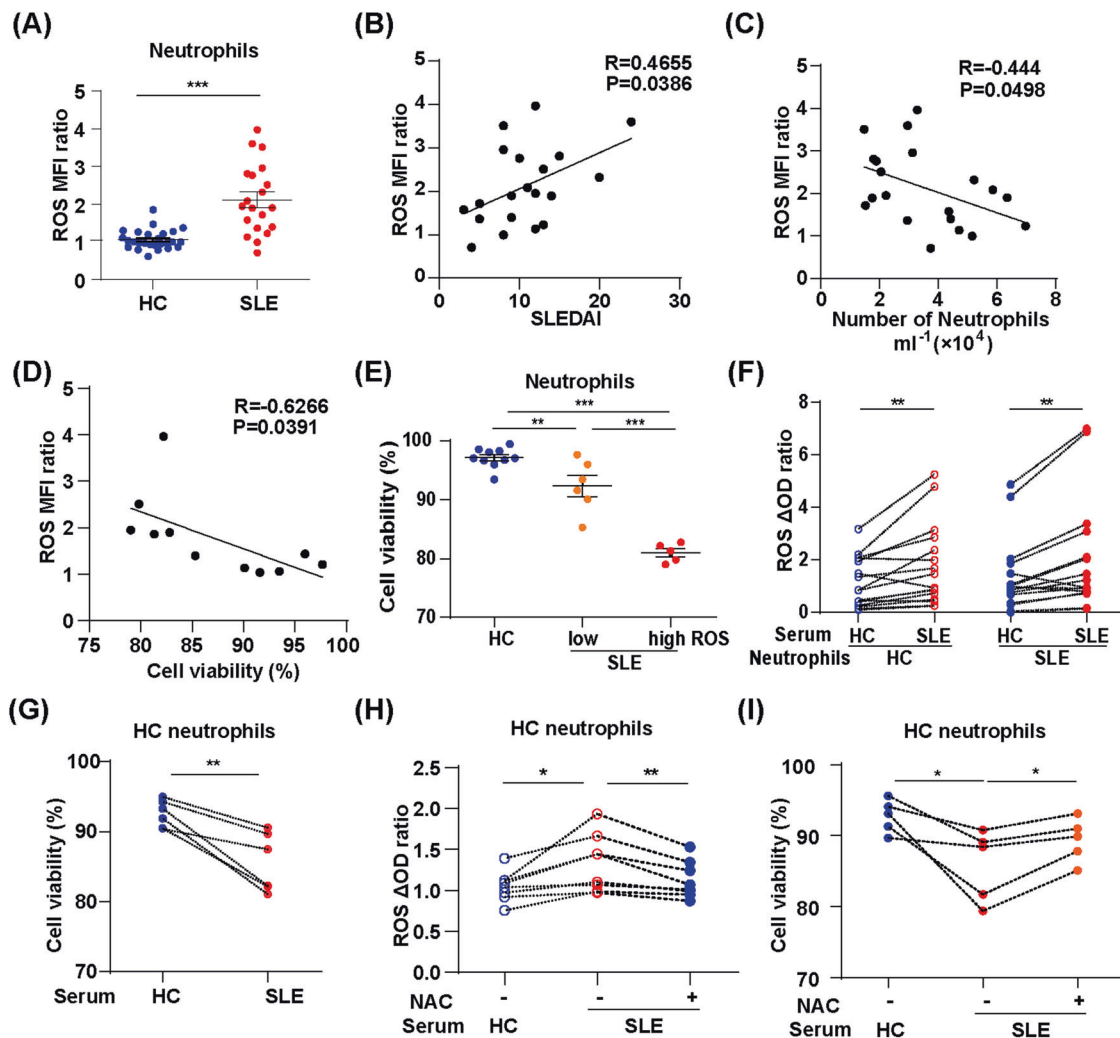 (A)
Neutrophils
***
5
4
3
2
1
0
ROS MFI ratio
HC SLE
(B)
R=0.4655
P=0.0386
5
4
3
2
1
0
ROS MFI ratio
0 10 20 30
SLEDAI
(C)
R=-0.444
P=0.0498
5
4
3
2
1
0
ROS MFI ratio
0 2 4 6 8
Number of Neutrophils
ml⁻¹(×10⁴)
(D)
R=-0.6266
P=0.0391
5
4
3
2
1
0
ROS MFI ratio
75 80 85 90 95 100
Cell viability (%)
(E)
Neutrophils
***
** ***
100
90
80
70
Cell viability (%)
HC low high ROS
SLE
(F)
** **
8
6
4
2
0
ROS ΔOD ratio
Serum HC SLE HC SLE
Neutrophils HC SLE
(G)
HC neutrophils
**
100
90
80
70
Cell viability (%)
Serum HC SLE
(H)
HC neutrophils
* **
2.5
2.0
1.5
1.0
0.5
0.0
ROS ΔOD ratio
NAC - - +
Serum HC SLE
(I)
HC neutrophils
* *
100
90
80
70
Cell viability (%)
NAC - - +
Serum HC SLE